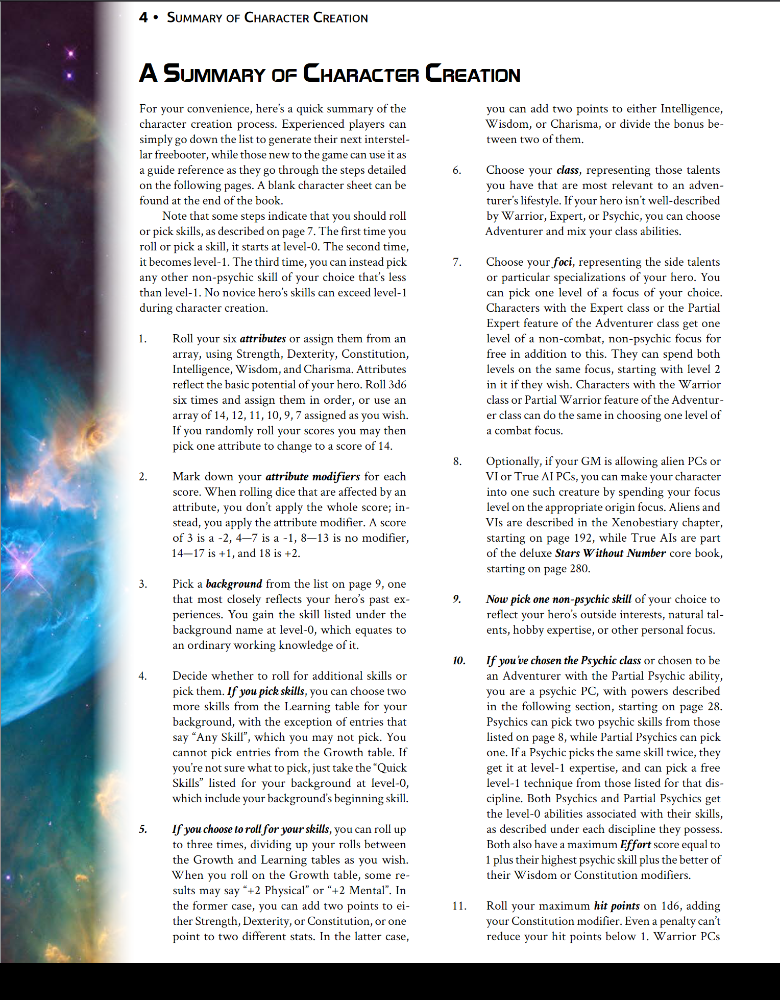 4 • Summary of Character Creation
A Summary of Character Creation
For your convenience, here’s a quick summary of the
character creation process. Experienced players can
simply go down the list to generate their next interstel-
lar freebooter, while those new to the game can use it as
a guide reference as they go through the steps detailed
on the following pages. A blank character sheet can be
found at the end of the book.
Note that some steps indicate that you should roll
or pick skills, as described on page 7. The first time you
roll or pick a skill, it starts at level-0. The second time,
it becomes level-1. The third time, you can instead pick
any other non-psychic skill of your choice that’s less
than level-1. No novice hero’s skills can exceed level-1
during character creation.
1. Roll your six attributes or assign them from an
array, using Strength, Dexterity, Constitution,
Intelligence, Wisdom, and Charisma. Attributes
reflect the basic potential of your hero. Roll 3d6
six times and assign them in order, or use an
array of 14, 12, 11, 10, 9, 7 assigned as you wish.
If you randomly roll your scores you may then
pick one attribute to change to a score of 14.
2. Mark down your attribute modifiers for each
score. When rolling dice that are affected by an
attribute, you don’t apply the whole score; in-
stead, you apply the attribute modifier. A score
of 3 is a -2, 4—7 is a -1, 8—13 is no modifier,
14—17 is +1, and 18 is +2.
3. Pick a background from the list on page 9, one
that most closely reflects your hero’s past ex-
periences. You gain the skill listed under the
background name at level-0, which equates to
an ordinary working knowledge of it.
4. Decide whether to roll for additional skills or
pick them. If you pick skills, you can choose two
more skills from the Learning table for your
background, with the exception of entries that
say “Any Skill”, which you may not pick. You
cannot pick entries from the Growth table. If
you’re not sure what to pick, just take the “Quick
Skills” listed for your background at level-0,
which include your background’s beginning skill.
5. If you choose to roll for your skills, you can roll up
to three times, dividing up your rolls between
the Growth and Learning tables as you wish.
When you roll on the Growth table, some re-
sults may say “+2 Physical” or “+2 Mental”. In
the former case, you can add two points to ei-
ther Strength, Dexterity, or Constitution, or one
point to two different stats. In the latter case,
you can add two points to either Intelligence,
Wisdom, or Charisma, or divide the bonus be-
tween two of them.
6. Choose your class, representing those talents
you have that are most relevant to an adven-
turer’s lifestyle. If your hero isn’t well-described
by Warrior, Expert, or Psychic, you can choose
Adventurer and mix your class abilities.
7. Choose your foci, representing the side talents
or particular specializations of your hero. You
can pick one level of a focus of your choice.
Characters with the Expert class or the Partial
Expert feature of the Adventurer class get one
level of a non-combat, non-psychic focus for
free in addition to this. They can spend both
levels on the same focus, starting with level 2
in it if they wish. Characters with the Warrior
class or Partial Warrior feature of the Adventur-
er class can do the same in choosing one level of
a combat focus.
8. Optionally, if your GM is allowing alien PCs or
VI or True AI PCs, you can make your character
into one such creature by spending your focus
level on the appropriate origin focus. Aliens and
VIs are described in the Xenobestiary chapter,
starting on page 192, while True AIs are part
of the deluxe Stars Without Number core book,
starting on page 280.
9. Now pick one non-psychic skill of your choice to
reflect your hero’s outside interests, natural tal-
ents, hobby expertise, or other personal focus.
10. If you’ve chosen the Psychic class or chosen to be
an Adventurer with the Partial Psychic ability,
you are a psychic PC, with powers described
in the following section, starting on page 28.
Psychics can pick two psychic skills from those
listed on page 8, while Partial Psychics can pick
one. If a Psychic picks the same skill twice, they
get it at level-1 expertise, and can pick a free
level-1 technique from those listed for that dis-
cipline. Both Psychics and Partial Psychics get
the level-0 abilities associated with their skills,
as described under each discipline they possess.
Both also have a maximum Effort score equal to
1 plus their highest psychic skill plus the better of
their Wisdom or Constitution modifiers.
11. Roll your maximum hit points on 1d6, adding
your Constitution modifier. Even a penalty can’t
reduce your hit points below 1. Warrior PCs